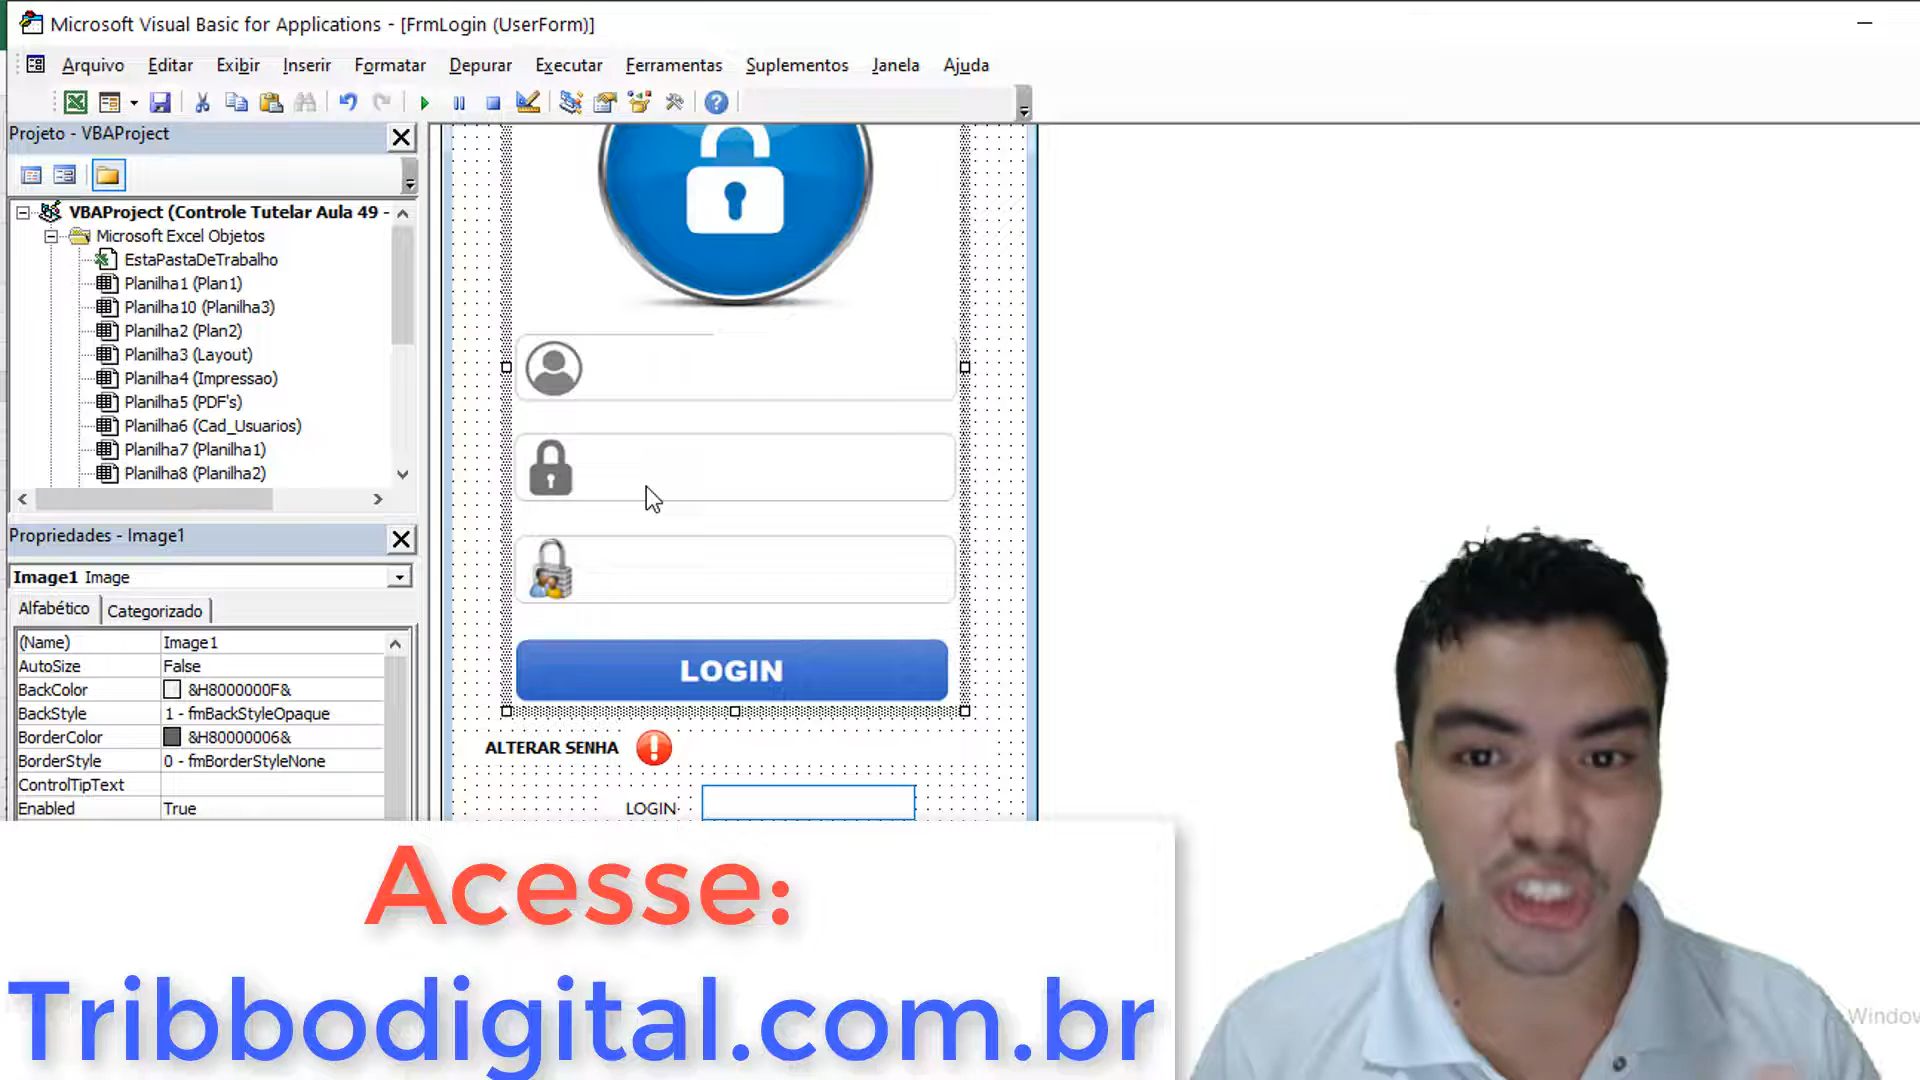 Microsoft Visual Basic for Applications - [FrmLogin (UserForm)]
Arquivo Editar Exibir Inserir Formatar Depurar Executar Ferramentas Suplementos Janela Ajuda
Projeto - VBAProject
VBAProject (Controle Tutelar Aula 49 -
Microsoft Excel Objetos
EstaPastaDeTrabalho
Planilha1 (Plan1)
Planilha10 (Planilha3)
Planilha2 (Plan2)
Planilha3 (Layout)
Planilha4 (Impressao)
Planilha5 (PDF's)
Planilha6 (Cad_Usuarios)
Planilha7 (Planilha1)
Planilha8 (Planilha2)
Propriedades - Image1
Image1 Image
Alfabético Categorizado
(Name) Image1
AutoSize False
BackColor &H8000000F&
BackStyle 1 - fmBackStyleOpaque
BorderColor &H80000006&
BorderStyle 0 - fmBorderStyleNone
ControlTipText
Enabled True
LOGIN
ALTERAR SENHA
LOGIN
Acesse:
Tribbodigital.com.br